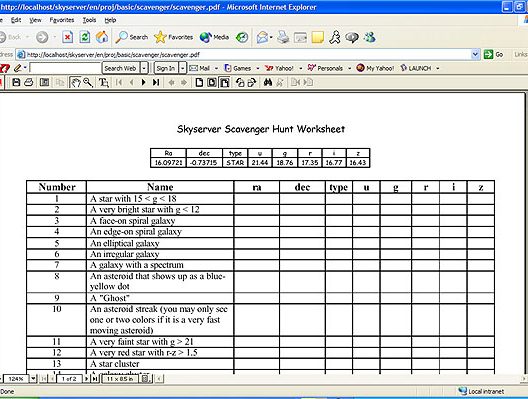 http://localhost/skyserver/en/proj/basic/scavenger/scavenger.pdf - Microsoft Internet Explorer
Edit View Favorites Tools Help
Back Search Favorites
http://localhost/skyserver/en/proj/basic/scavenger/scavenger.pdf Go Links
Search Web Sign In Mail Games Yahoo! Personals My Yahoo! LAUNCH
Skyserver Scavenger Hunt Worksheet
Ra dec type u g r i z
16.09721 -0.73715 STAR 21.44 18.76 17.35 16.77 16.43
Number Name ra dec type u g r i z
1 A star with 15 < g < 18
2 A very bright star with g < 12
3 A face-on spiral galaxy
4 An edge-on spiral galaxy
5 An elliptical galaxy
6 An irregular galaxy
7 A galaxy with a spectrum
8 An asteroid that shows up as a blue-
yellow dot
9 A "Ghost"
10 An asteroid streak (you may only see
one or two colors if it is a very fast
moving asteroid)
11 A very faint star with g > 21
12 A very red star with r-z > 1.5
13 A star cluster
124% 1 of 2 11 x 8.5 in
Done Local intranet